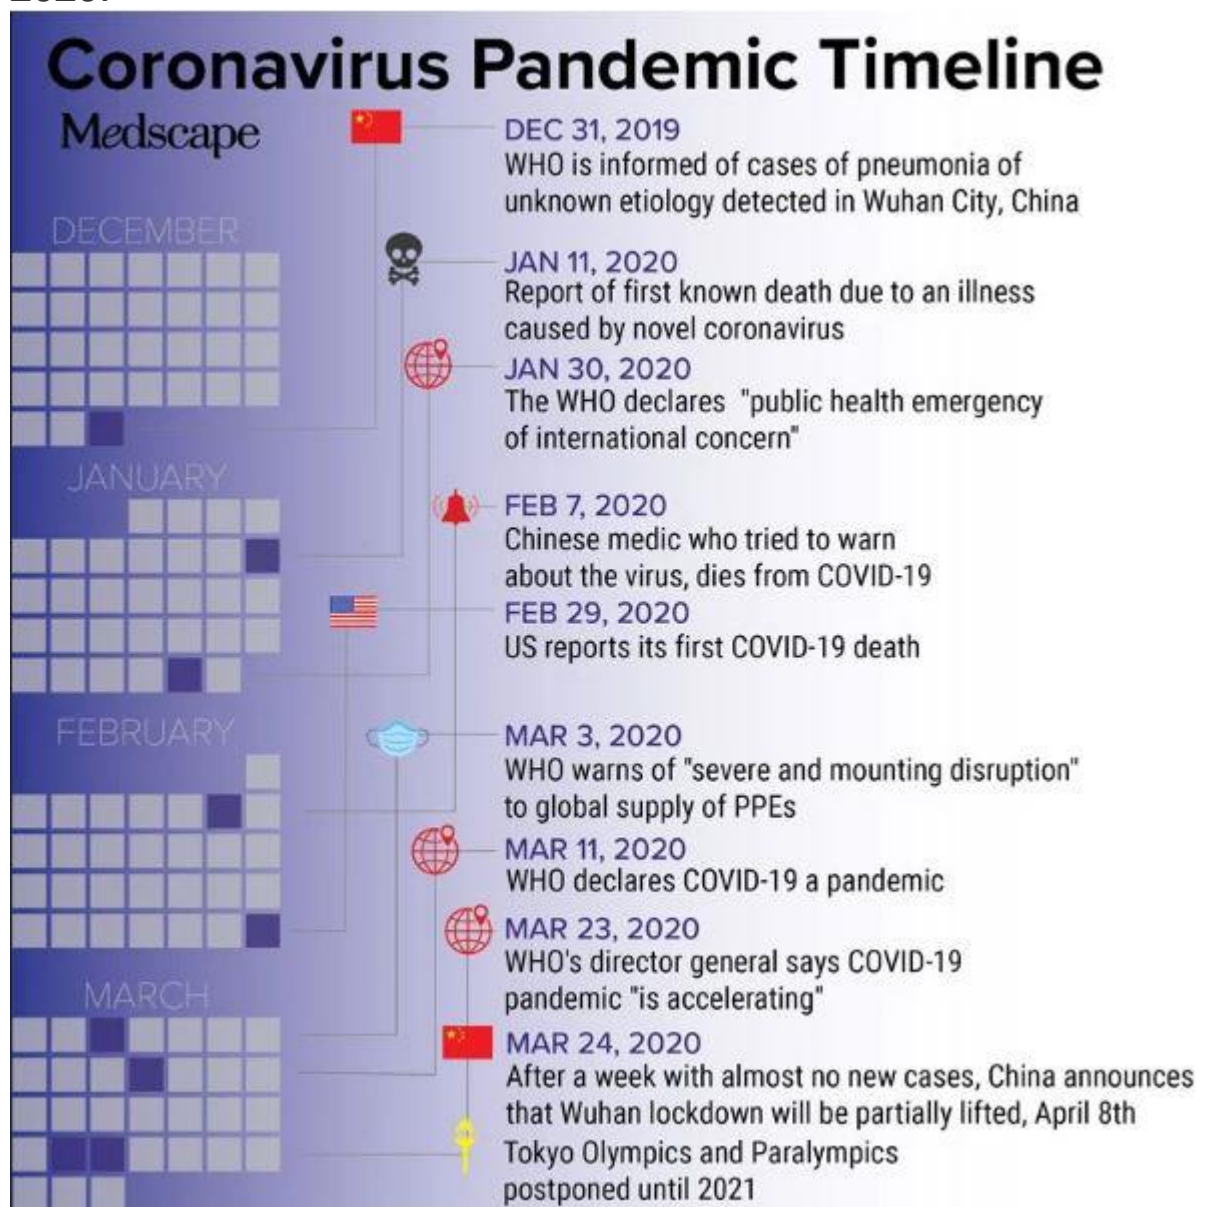 Coronavirus Pandemic Timeline
Medscape
DEC 31, 2019
WHO is informed of cases of pneumonia of
unknown etiology detected in Wuhan City, China
DECEMBER
JAN 11, 2020
Report of first known death due to an illness
caused by novel coronavirus
JAN 30, 2020
The WHO declares "public health emergency
of international concern"
JANUARY
FEB 7, 2020
Chinese medic who tried to warn
about the virus, dies from COVID-19
FEB 29, 2020
US reports its first COVID-19 death
FEBRUARY
MAR 3, 2020
WHO warns of "severe and mounting disruption"
to global supply of PPEs
MAR 11, 2020
WHO declares COVID-19 a pandemic
MAR 23, 2020
WHO's director general says COVID-19
pandemic "is accelerating"
MARCH
MAR 24, 2020
After a week with almost no new cases, China announces
that Wuhan lockdown will be partially lifted, April 8th
Tokyo Olympics and Paralympics
postponed until 2021